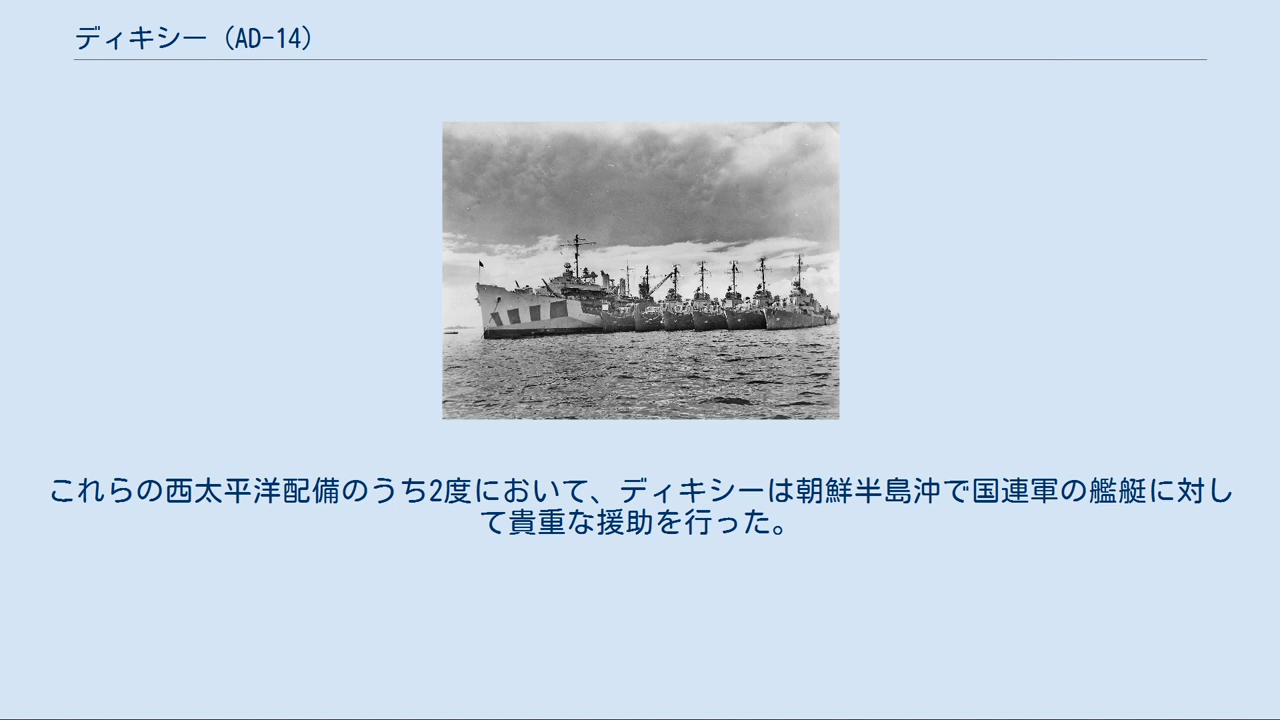 ディキシー（AD-14）
これらの西太平洋配備のうち2度において、ディキシーは朝鮮半島沖で国連軍の艦艇に対し
て貴重な援助を行った。